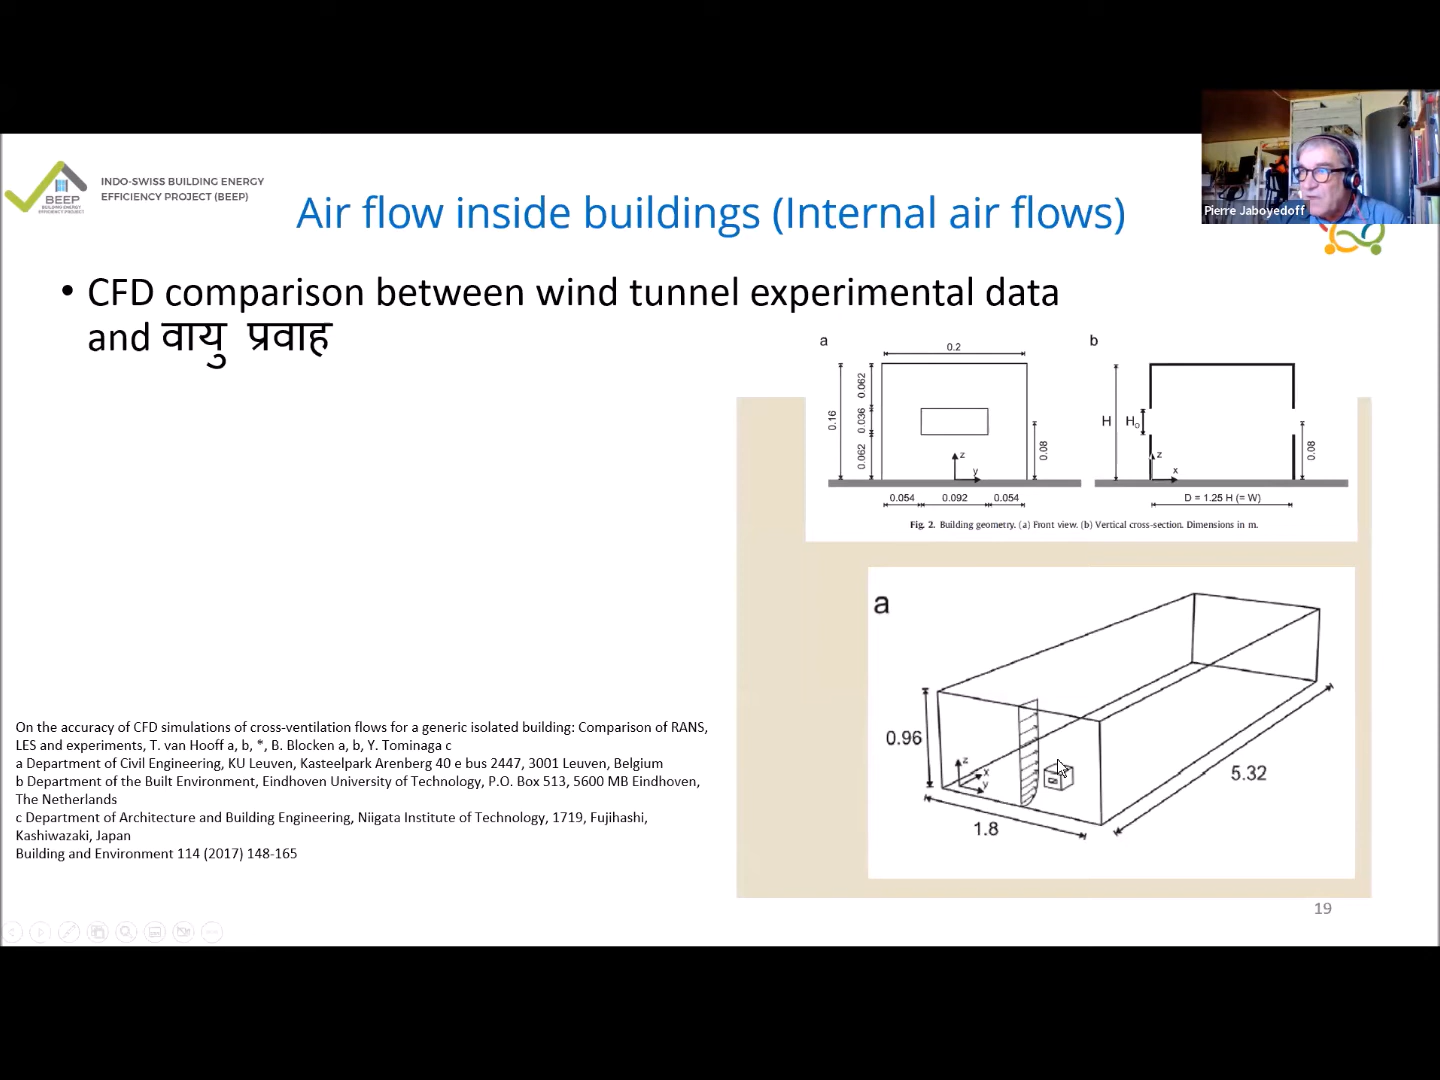 INDO-SWISS BUILDING ENERGY
EFFICIENCY PROJECT (BEEP)
BEEP
BUILDING ENERGY
EFFICIENCY PROJECT
Air flow inside buildings (Internal air flows)
Pierre Jaboyedoff
• CFD comparison between wind tunnel experimental data
and वायु प्रवाह
a
0.2
0.16
0.062
0.036
0.062
z
y
0.08
0.054 0.092 0.054
b
H
H₀
z
x
0.08
D = 1.25 H (= W)
Fig. 2. Building geometry. (a) Front view. (b) Vertical cross-section. Dimensions in m.
a
0.96
z
x
y
1.8
5.32
On the accuracy of CFD simulations of cross-ventilation flows for a generic isolated building: Comparison of RANS,
LES and experiments, T. van Hooff a, b, *, B. Blocken a, b, Y. Tominaga c
a Department of Civil Engineering, KU Leuven, Kasteelpark Arenberg 40 e bus 2447, 3001 Leuven, Belgium
b Department of the Built Environment, Eindhoven University of Technology, P.O. Box 513, 5600 MB Eindhoven,
The Netherlands
c Department of Architecture and Building Engineering, Niigata Institute of Technology, 1719, Fujihashi,
Kashiwazaki, Japan
Building and Environment 114 (2017) 148-165
19